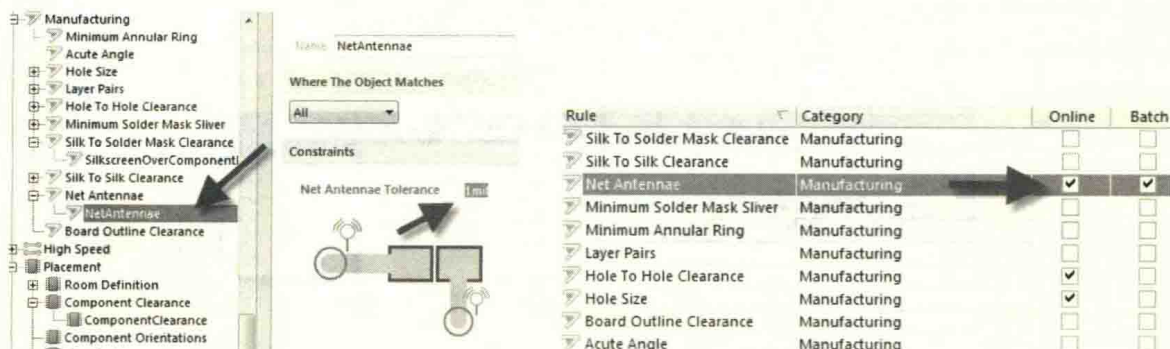 Manufacturing
Minimum Annular Ring
Acute Angle
Hole Size
Layer Pairs
Hole To Hole Clearance
Minimum Solder Mask Sliver
Silk To Solder Mask Clearance
SilkscreenOverComponentl
Silk To Silk Clearance
Net Antennae
NetAntennae
Board Outline Clearance
High Speed
Placement
Room Definition
Component Clearance
ComponentClearance
Component Orientations
Name NetAntennae
Where The Object Matches
All
Constraints
Net Antennae Tolerance 1mil
Rule Category Online Batch
Silk To Solder Mask Clearance Manufacturing
Silk To Silk Clearance Manufacturing
Net Antennae Manufacturing
Minimum Solder Mask Sliver Manufacturing
Minimum Annular Ring Manufacturing
Layer Pairs Manufacturing
Hole To Hole Clearance Manufacturing
Hole Size Manufacturing
Board Outline Clearance Manufacturing
Acute Angle Manufacturing